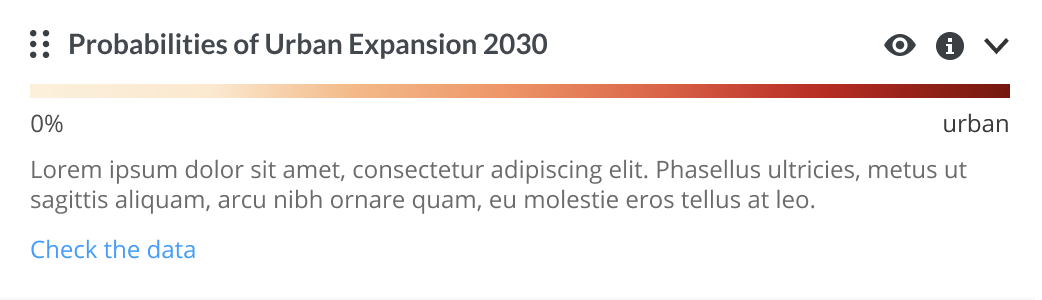 Probabilities of Urban Expansion 2030
0%
urban
Lorem ipsum dolor sit amet, consectetur adipiscing elit. Phasellus ultricies, metus ut
sagittis aliquam, arcu nibh ornare quam, eu molestie eros tellus at leo.
Check the data